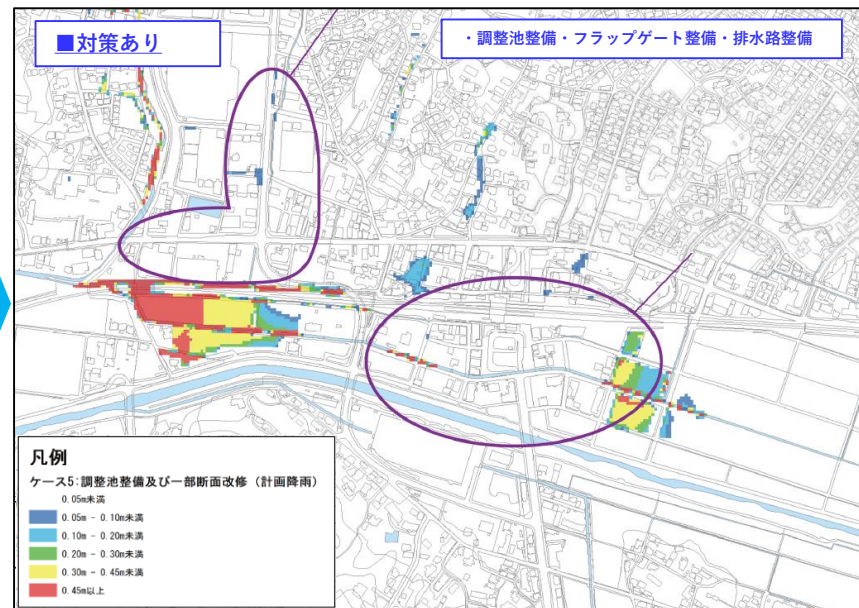 ■対策あり
・調整池整備・フラップゲート整備・排水路整備
凡例
ケース5:調整池整備及び一部断面改修（計画降雨）
0.05m未満
0.05m - 0.10m未満
0.10m - 0.20m未満
0.20m - 0.30m未満
0.30m - 0.45m未満
0.45m以上